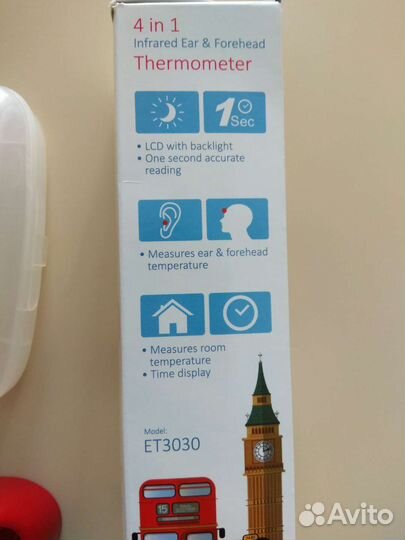 4 in 1
Infrared Ear & Forehead
Thermometer
1
Sec
• LCD with backlight
• One second accurate
reading
• Measures ear & forehead
temperature
• Measures room
temperature
• Time display
Model:
ET3030
15
Avito